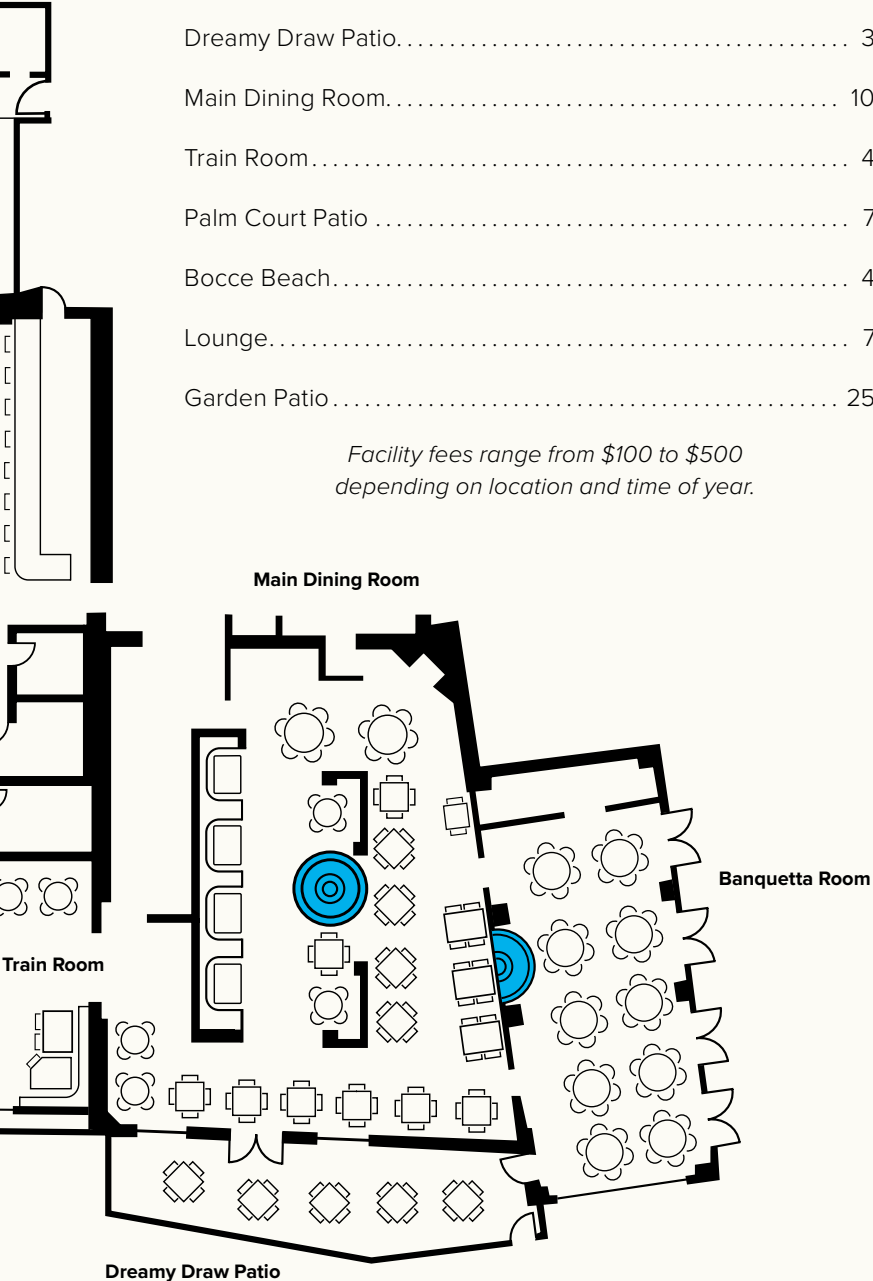 Dreamy Draw Patio........................................... 3
Main Dining Room........................................... 10
Train Room................................................... 4
Palm Court Patio ............................................. 7
Bocce Beach................................................. 4
Lounge....................................................... 7
Garden Patio................................................ 25
Facility fees range from $100 to $500
depending on location and time of year.
Main Dining Room
Banquetta Room
Train Room
Dreamy Draw Patio